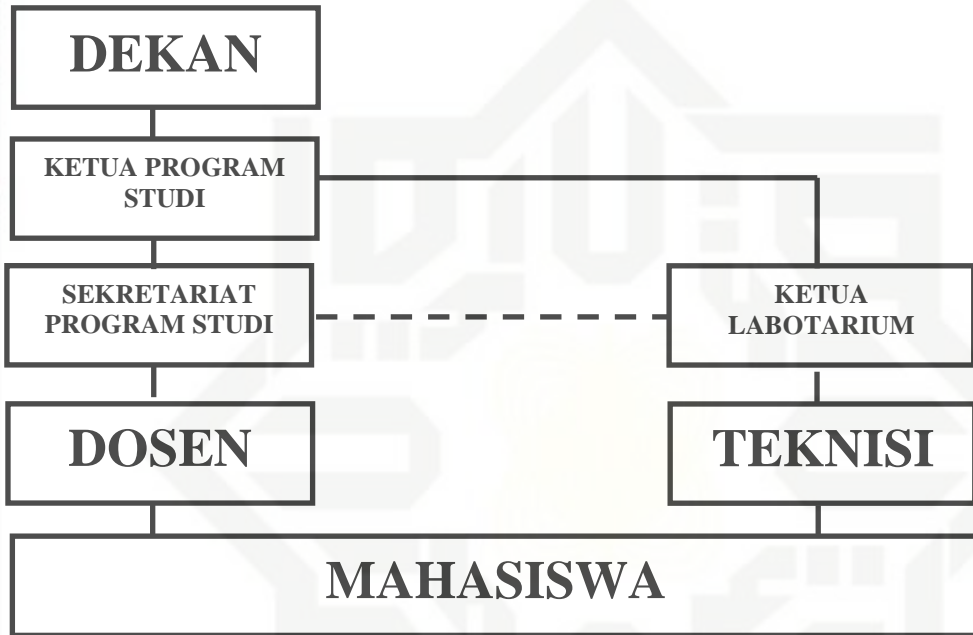 DEKAN
KETUA PROGRAM
STUDI
SEKRETARIAT
PROGRAM STUDI
KETUA
LABOTARIUM
DOSEN
TEKNISI
MAHASISWA